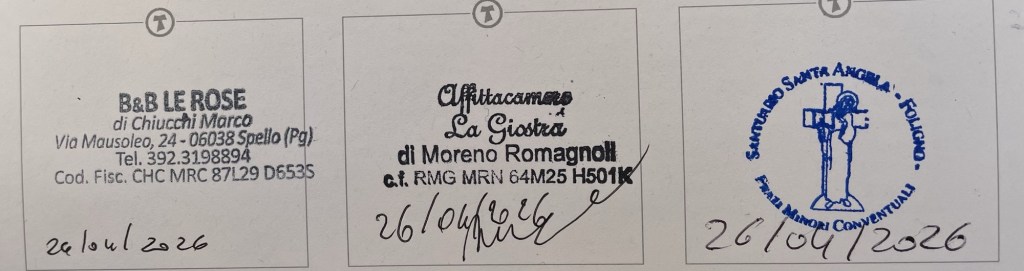 B&B LE ROSE
di Chiucchi Marco
Via Mausoleo, 24 - 06038 Spello (Pg)
Tel. 392.3198894
Cod. Fisc. CHC MRC 87L29 D653S
26/04/2026
Affittacamere
La Giostra
di Moreno Romagnoli
c.f. RMG MRN 64M25 H501K
26/04/2026
SANTUARIO SANTA ANGELA - FOLIGNO -
FRATI MINORI CONVENTUALI
26/04/2026